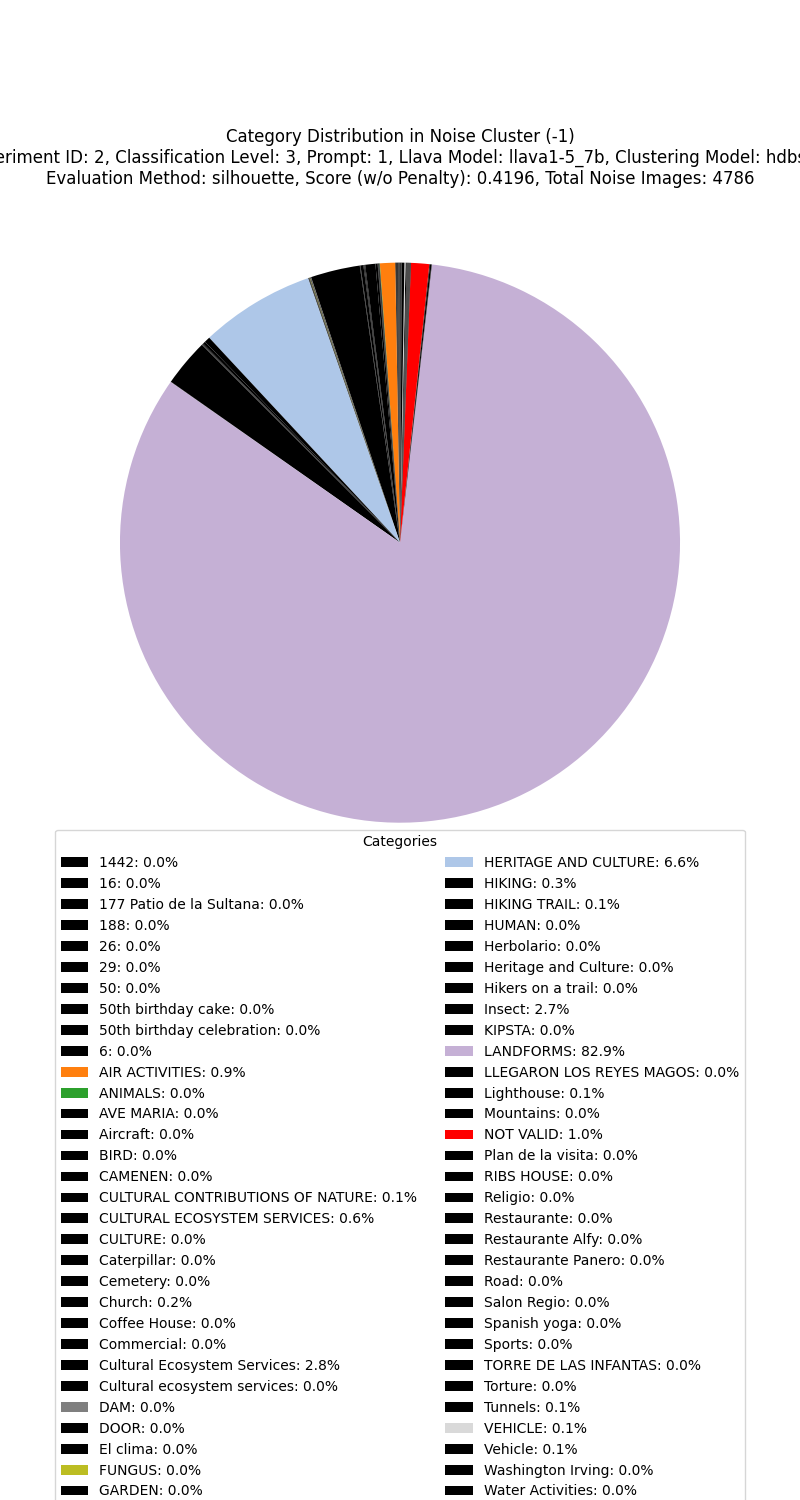 Category Distribution in Noise Cluster (-1)
eriment ID: 2, Classification Level: 3, Prompt: 1, Llava Model: llava1-5_7b, Clustering Model: hdbs
Evaluation Method: silhouette, Score (w/o Penalty): 0.4196, Total Noise Images: 4786
Categories
1442: 0.0%
16: 0.0%
177 Patio de la Sultana: 0.0%
188: 0.0%
26: 0.0%
29: 0.0%
50: 0.0%
50th birthday cake: 0.0%
50th birthday celebration: 0.0%
6: 0.0%
AIR ACTIVITIES: 0.9%
ANIMALS: 0.0%
AVE MARIA: 0.0%
Aircraft: 0.0%
BIRD: 0.0%
CAMENEN: 0.0%
CULTURAL CONTRIBUTIONS OF NATURE: 0.1%
CULTURAL ECOSYSTEM SERVICES: 0.6%
CULTURE: 0.0%
Caterpillar: 0.0%
Cemetery: 0.0%
Church: 0.2%
Coffee House: 0.0%
Commercial: 0.0%
Cultural Ecosystem Services: 2.8%
Cultural ecosystem services: 0.0%
DAM: 0.0%
DOOR: 0.0%
El clima: 0.0%
FUNGUS: 0.0%
GARDEN: 0.0%
HERITAGE AND CULTURE: 6.6%
HIKING: 0.3%
HIKING TRAIL: 0.1%
HUMAN: 0.0%
Herbolario: 0.0%
Heritage and Culture: 0.0%
Hikers on a trail: 0.0%
Insect: 2.7%
KIPSTA: 0.0%
LANDFORMS: 82.9%
LLEGARON LOS REYES MAGOS: 0.0%
Lighthouse: 0.1%
Mountains: 0.0%
NOT VALID: 1.0%
Plan de la visita: 0.0%
RIBS HOUSE: 0.0%
Religio: 0.0%
Restaurante: 0.0%
Restaurante Alfy: 0.0%
Restaurante Panero: 0.0%
Road: 0.0%
Salon Regio: 0.0%
Spanish yoga: 0.0%
Sports: 0.0%
TORRE DE LAS INFANTAS: 0.0%
Torture: 0.0%
Tunnels: 0.1%
VEHICLE: 0.1%
Vehicle: 0.1%
Washington Irving: 0.0%
Water Activities: 0.0%